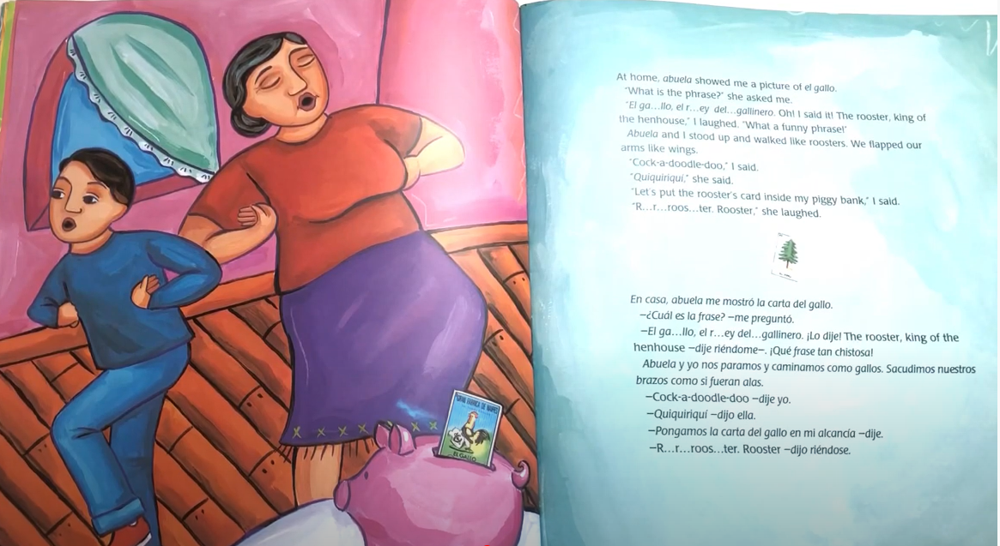 GRAN FABRICA DE NAIPES
EL GALLO
At home, abuela showed me a picture of el gallo.
"What is the phrase?" she asked me.
"El ga...llo, el r...ey del...gallinero. Oh! I said it! The rooster, king of
the henhouse," I laughed. "What a funny phrase!"
Abuela and I stood up and walked like roosters. We flapped our
arms like wings.
"Cock-a-doodle-doo," I said.
"Quiquiriquí," she said.
"Let's put the rooster's card inside my piggy bank," I said.
"R...r...roos...ter. Rooster," she laughed.
En casa, abuela me mostró la carta del gallo.
—¿Cuál es la frase? —me preguntó.
—El ga...llo, el r...ey del...gallinero. ¡Lo dije! The rooster, king of the
henhouse —dije riéndome—. ¡Qué frase tan chistosa!
Abuela y yo nos paramos y caminamos como gallos. Sacudimos nuestros
brazos como si fueran alas.
—Cock-a-doodle-doo —dije yo.
—Quiquiriquí —dijo ella.
—Pongamos la carta del gallo en mi alcancía —dije.
—R...r...roos...ter. Rooster —dijo riéndose.